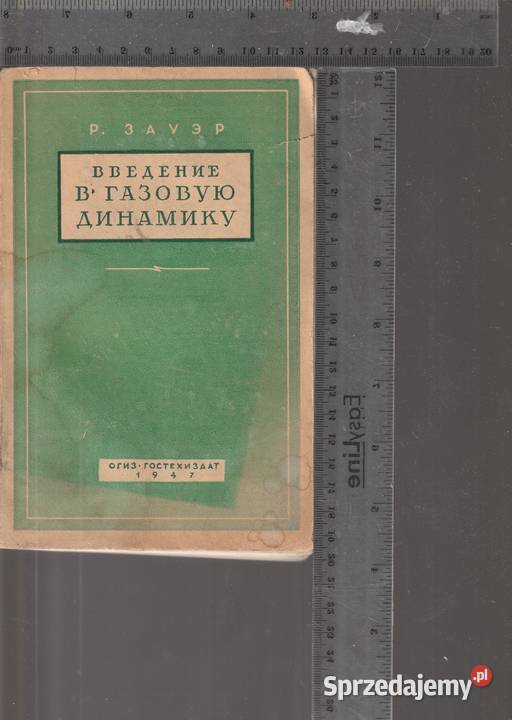 Р. ЗАУЭР
ВВЕДЕНИЕ
В ГАЗОВУЮ
ДИНАМИКУ
ОГИЗ·ГОСТЕХИЗДАТ
1947
EasyLine
Sprzedajemy.pl